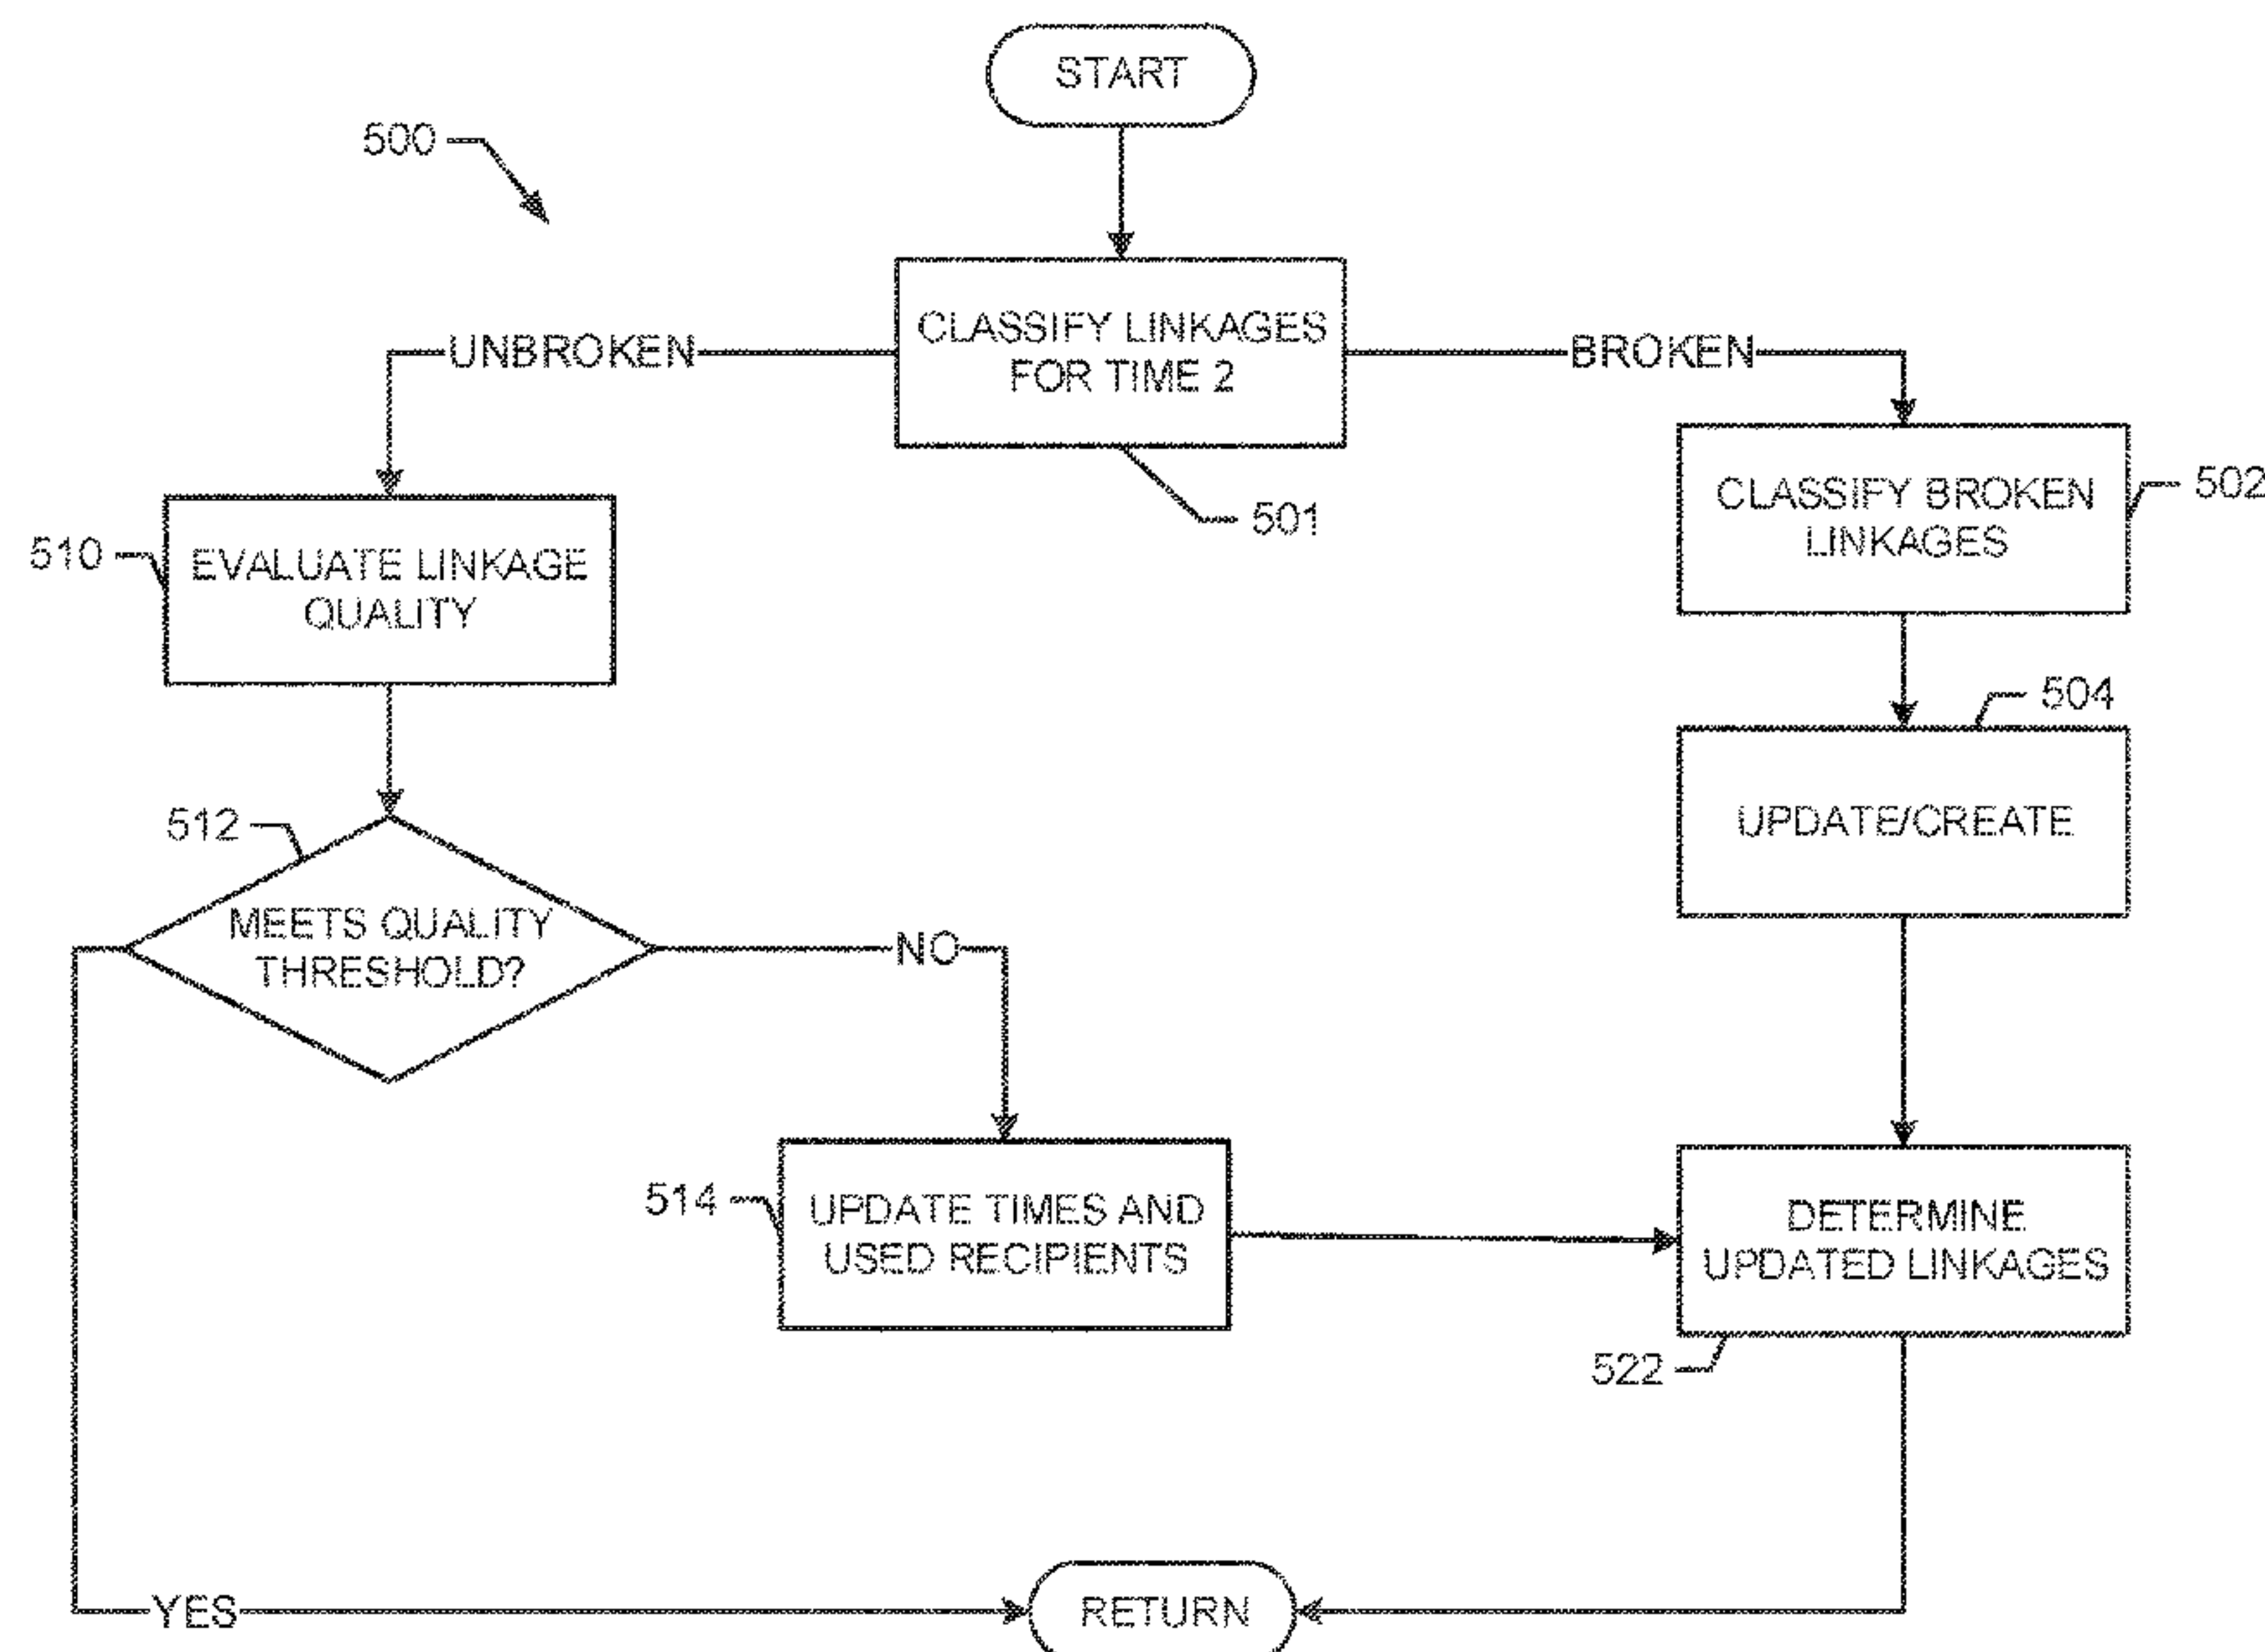 START
500
CLASSIFY LINKAGES
FOR TIME 2
UNBROKEN
BROKEN
501
CLASSIFY BROKEN
LINKAGES
502
510
EVALUATE LINKAGE
QUALITY
504
UPDATE/CREATE
512
MEETS QUALITY
THRESHOLD?
NO
514
UPDATE TIMES AND
USED RECIPIENTS
DETERMINE
UPDATED LINKAGES
522
YES
RETURN